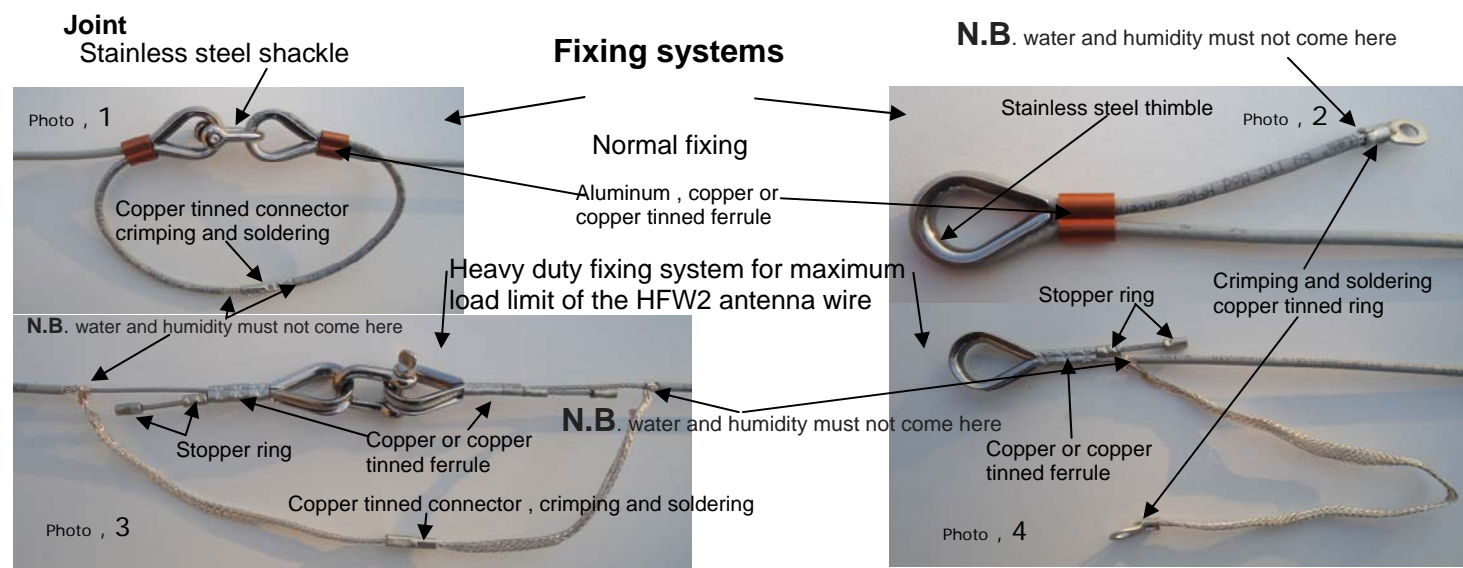 Joint
Stainless steel shackle
Fixing systems
N.B. water and humidity must not come here
Photo , 1
Stainless steel thimble
Photo , 2
Normal fixing
Aluminum , copper or
copper tinned ferrule
Copper tinned connector
crimping and soldering
Heavy duty fixing system for maximum
load limit of the HFW2 antenna wire
Crimping and soldering
copper tinned ring
Stopper ring
N.B. water and humidity must not come here
N.B. water and humidity must not come here
Stopper ring
Copper or copper
tinned ferrule
Copper or copper
tinned ferrule
Copper tinned connector , crimping and soldering
Photo , 3
Photo , 4